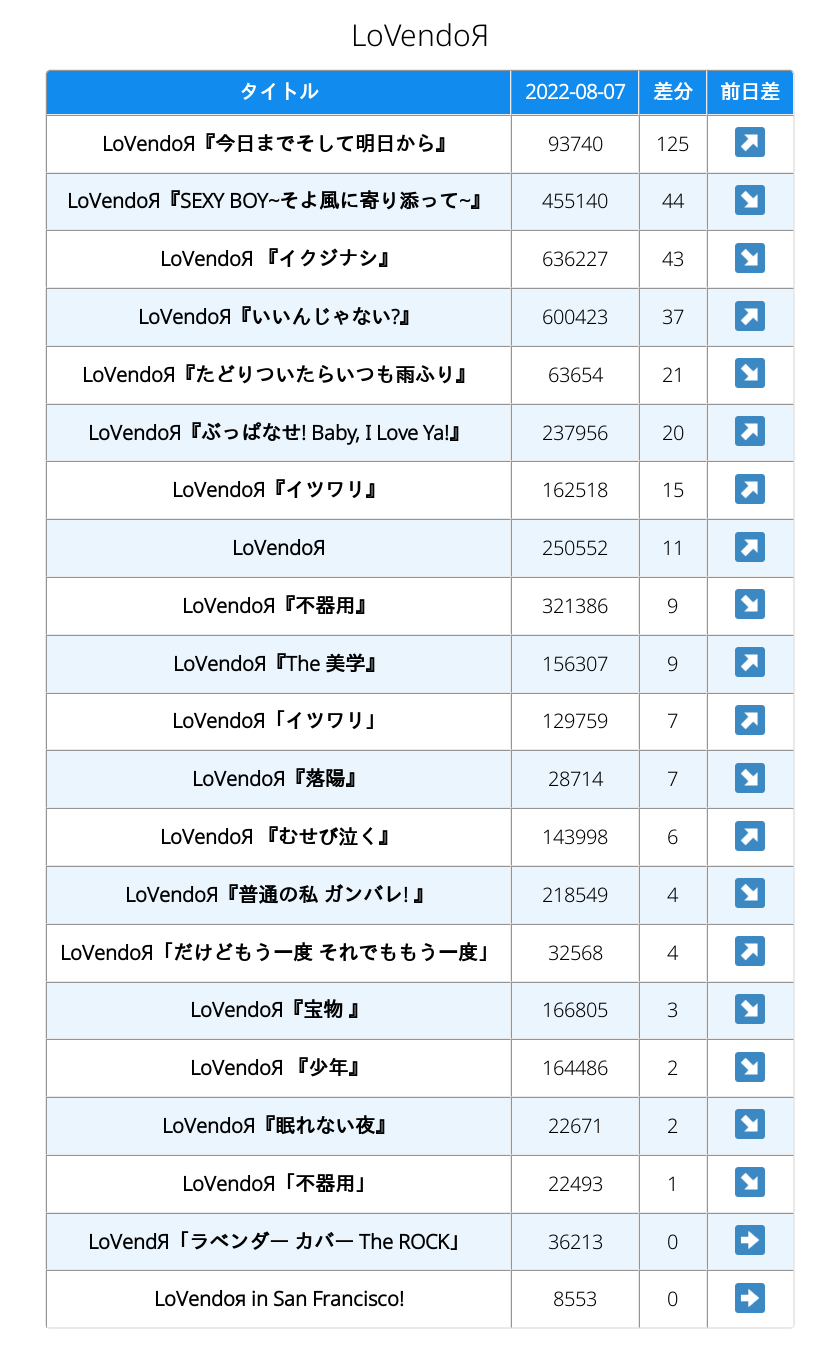 LoVendoЯ
タイトル 2022-08-07 差分 前日差
LoVendoЯ『今日までそして明日から』 93740 125 ↗
LoVendoЯ『SEXY BOY~そよ風に寄り添って~』 455140 44 ↘
LoVendoЯ 『イクジナシ』 636227 43 ↘
LoVendoЯ『いいんじゃない?』 600423 37 ↗
LoVendoЯ『たどりついたらいつも雨ふり』 63654 21 ↘
LoVendoЯ『ぶっぱなせ! Baby, I Love Ya!』 237956 20 ↗
LoVendoЯ『イツワリ』 162518 15 ↗
LoVendoЯ 250552 11 ↗
LoVendoЯ『不器用』 321386 9 ↘
LoVendoЯ『The 美学』 156307 9 ↗
LoVendoЯ「イツワリ」 129759 7 ↗
LoVendoЯ『落陽』 28714 7 ↘
LoVendoЯ 『むせび泣く』 143998 6 ↗
LoVendoЯ『普通の私 ガンバレ! 』 218549 4 ↘
LoVendoЯ「だけどもう一度 それでももう一度」 32568 4 ↗
LoVendoЯ『宝物 』 166805 3 ↘
LoVendoЯ 『少年』 164486 2 ↘
LoVendoЯ『眠れない夜』 22671 2 ↘
LoVendoЯ「不器用」 22493 1 ↘
LoVendЯ「ラベンダー カバー The ROCK」 36213 0 ➡
LoVendoя in San Francisco! 8553 0 ➡